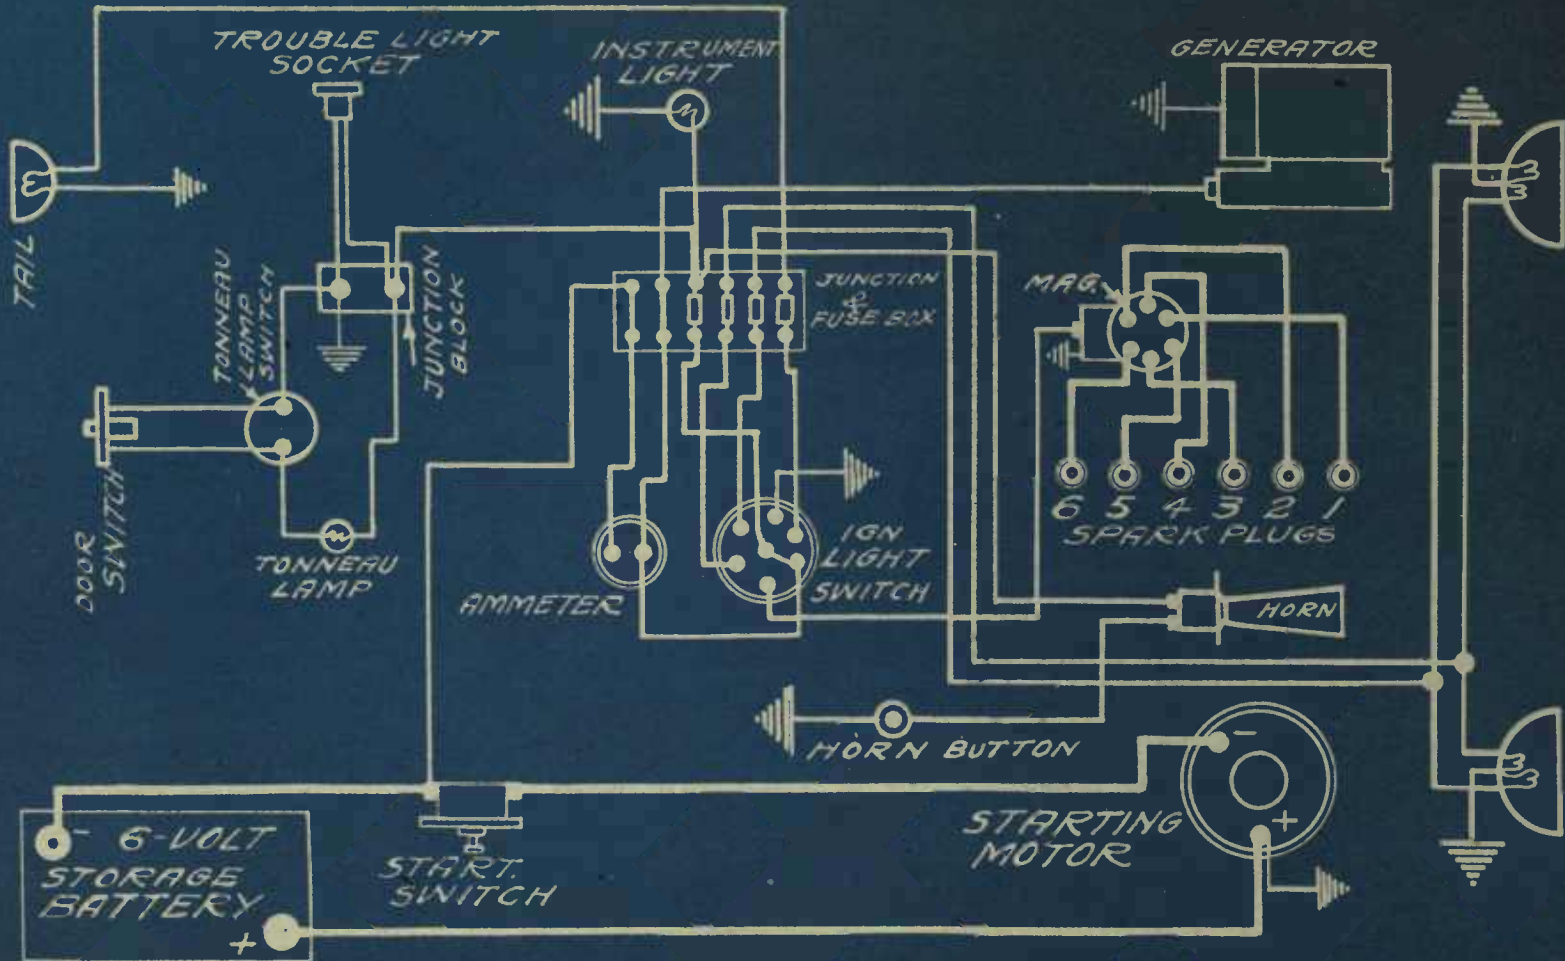 TROUBLE LIGHT
SOCKET
INSTRUMENT
LIGHT
GENERATOR
TAIL
TONNEAU
LAMP
SWITCH
JUNCTION
BLOCK
JUNCTION
&
FUSE BOX
MAG.
DOOR
SWITCH
TONNEAU
LAMP
AMMETER
IGN
LIGHT
SWITCH
6 5 4 3 2 1
SPARK PLUGS
HORN
HORN BUTTON
- 6-VOLT
STORAGE
BATTERY
+
START.
SWITCH
STARTING
MOTOR
-
+